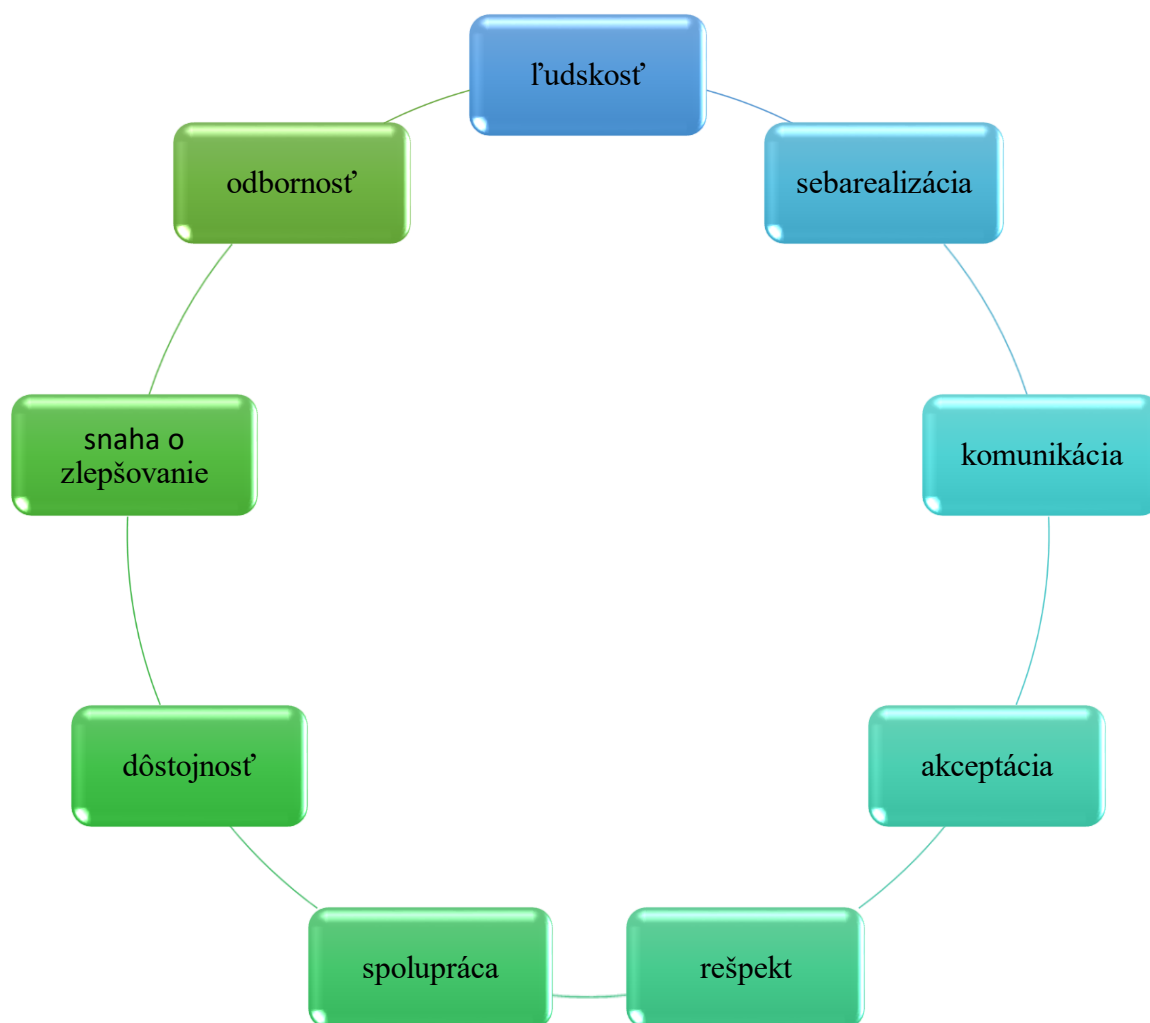 ľudskosť
sebarealizácia
komunikácia
akceptácia
rešpekt
spolupráca
dôstojnosť
snaha o
zlepšovanie
odbornosť